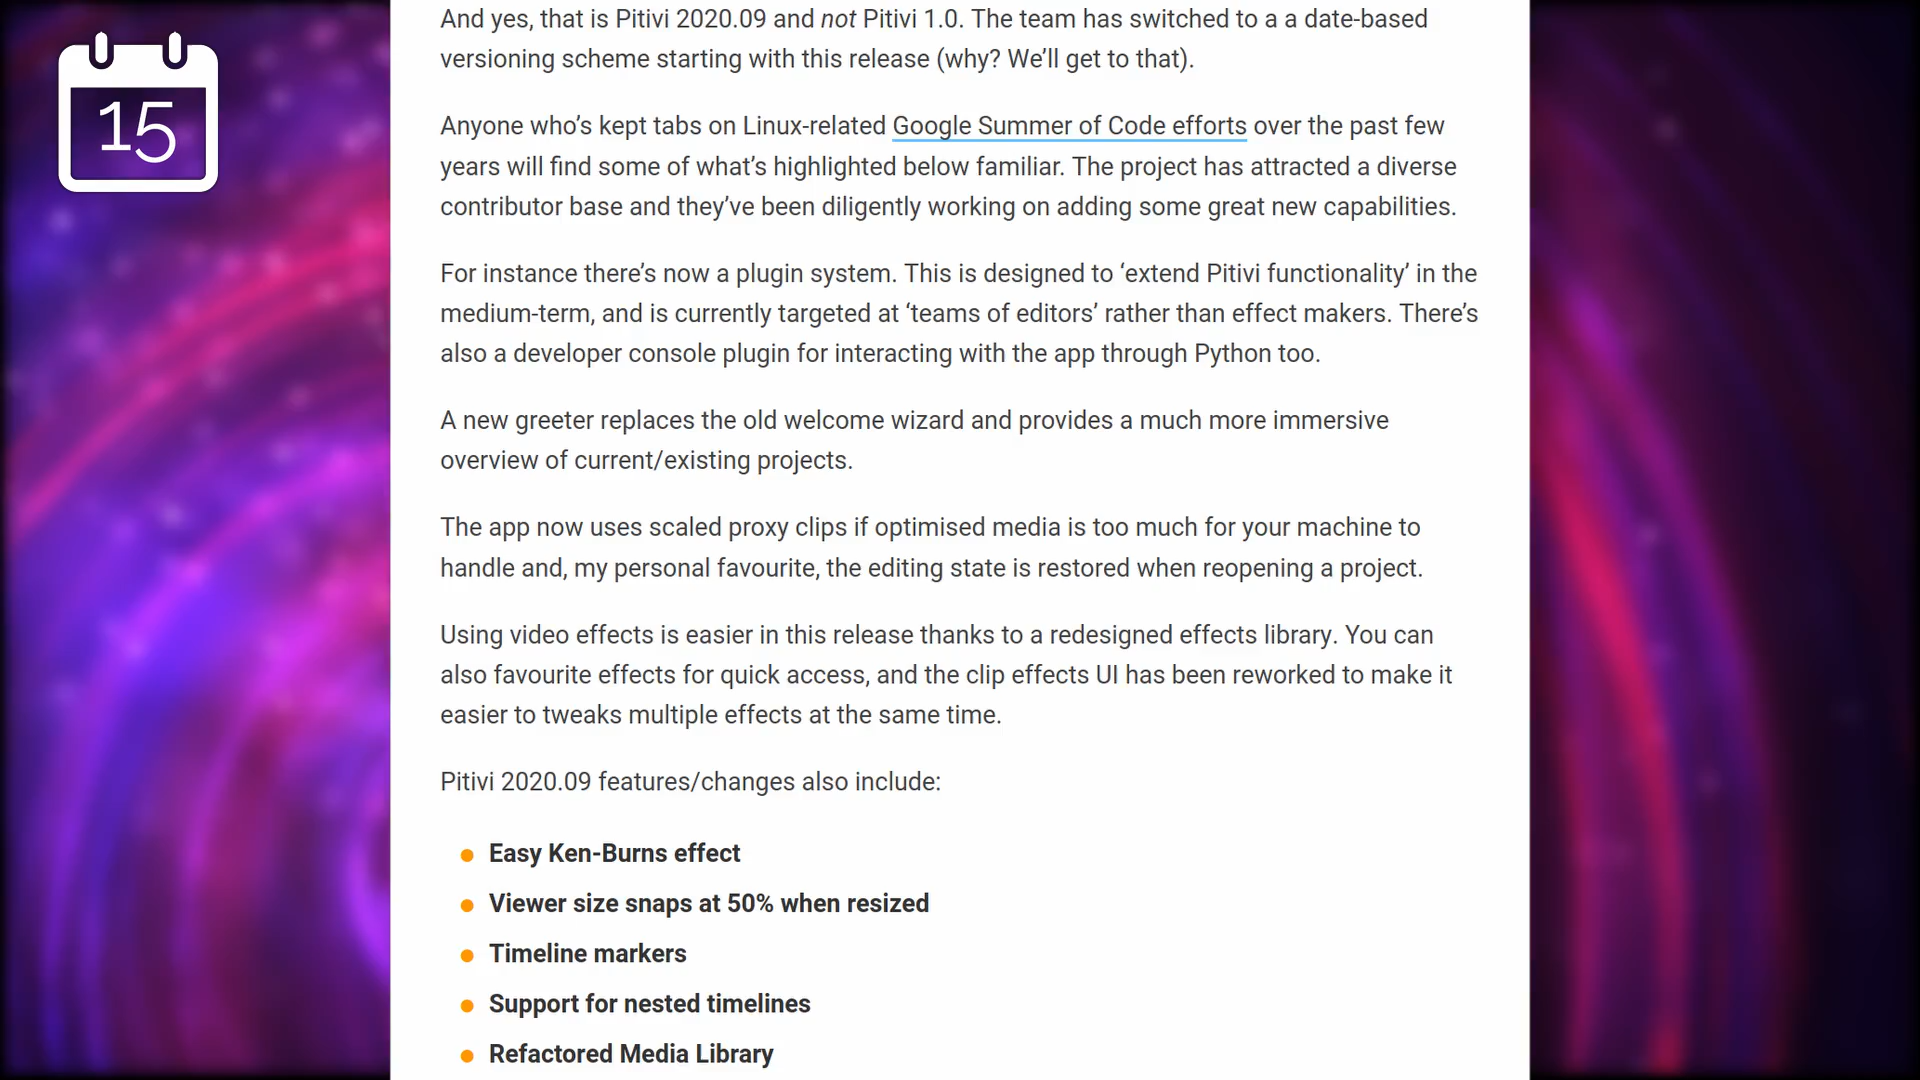 15
And yes, that is Pitivi 2020.09 and not Pitivi 1.0. The team has switched to a a date-based
versioning scheme starting with this release (why? We’ll get to that).
Anyone who’s kept tabs on Linux-related Google Summer of Code efforts over the past few
years will find some of what’s highlighted below familiar. The project has attracted a diverse
contributor base and they’ve been diligently working on adding some great new capabilities.
For instance there’s now a plugin system. This is designed to ‘extend Pitivi functionality’ in the
medium-term, and is currently targeted at ‘teams of editors’ rather than effect makers. There’s
also a developer console plugin for interacting with the app through Python too.
A new greeter replaces the old welcome wizard and provides a much more immersive
overview of current/existing projects.
The app now uses scaled proxy clips if optimised media is too much for your machine to
handle and, my personal favourite, the editing state is restored when reopening a project.
Using video effects is easier in this release thanks to a redesigned effects library. You can
also favourite effects for quick access, and the clip effects UI has been reworked to make it
easier to tweaks multiple effects at the same time.
Pitivi 2020.09 features/changes also include:
Easy Ken-Burns effect
Viewer size snaps at 50% when resized
Timeline markers
Support for nested timelines
Refactored Media Library